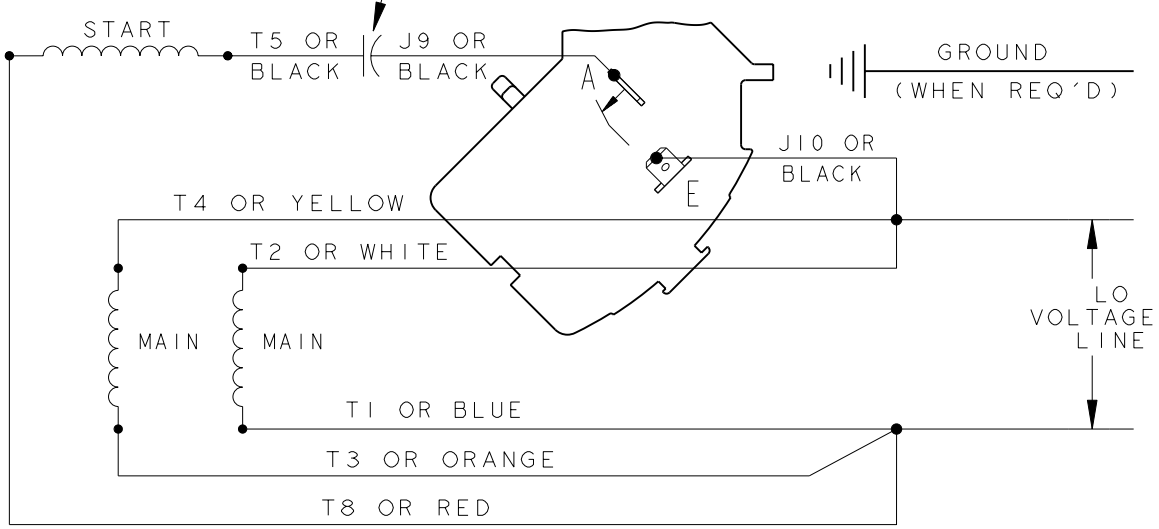 START
T5 OR
BLACK
J9 OR
BLACK
A
GROUND
(WHEN REQ'D)
J10 OR
BLACK
E
T4 OR YELLOW
T2 OR WHITE
LO
VOLTAGE
LINE
MAIN
MAIN
T1 OR BLUE
T3 OR ORANGE
T8 OR RED